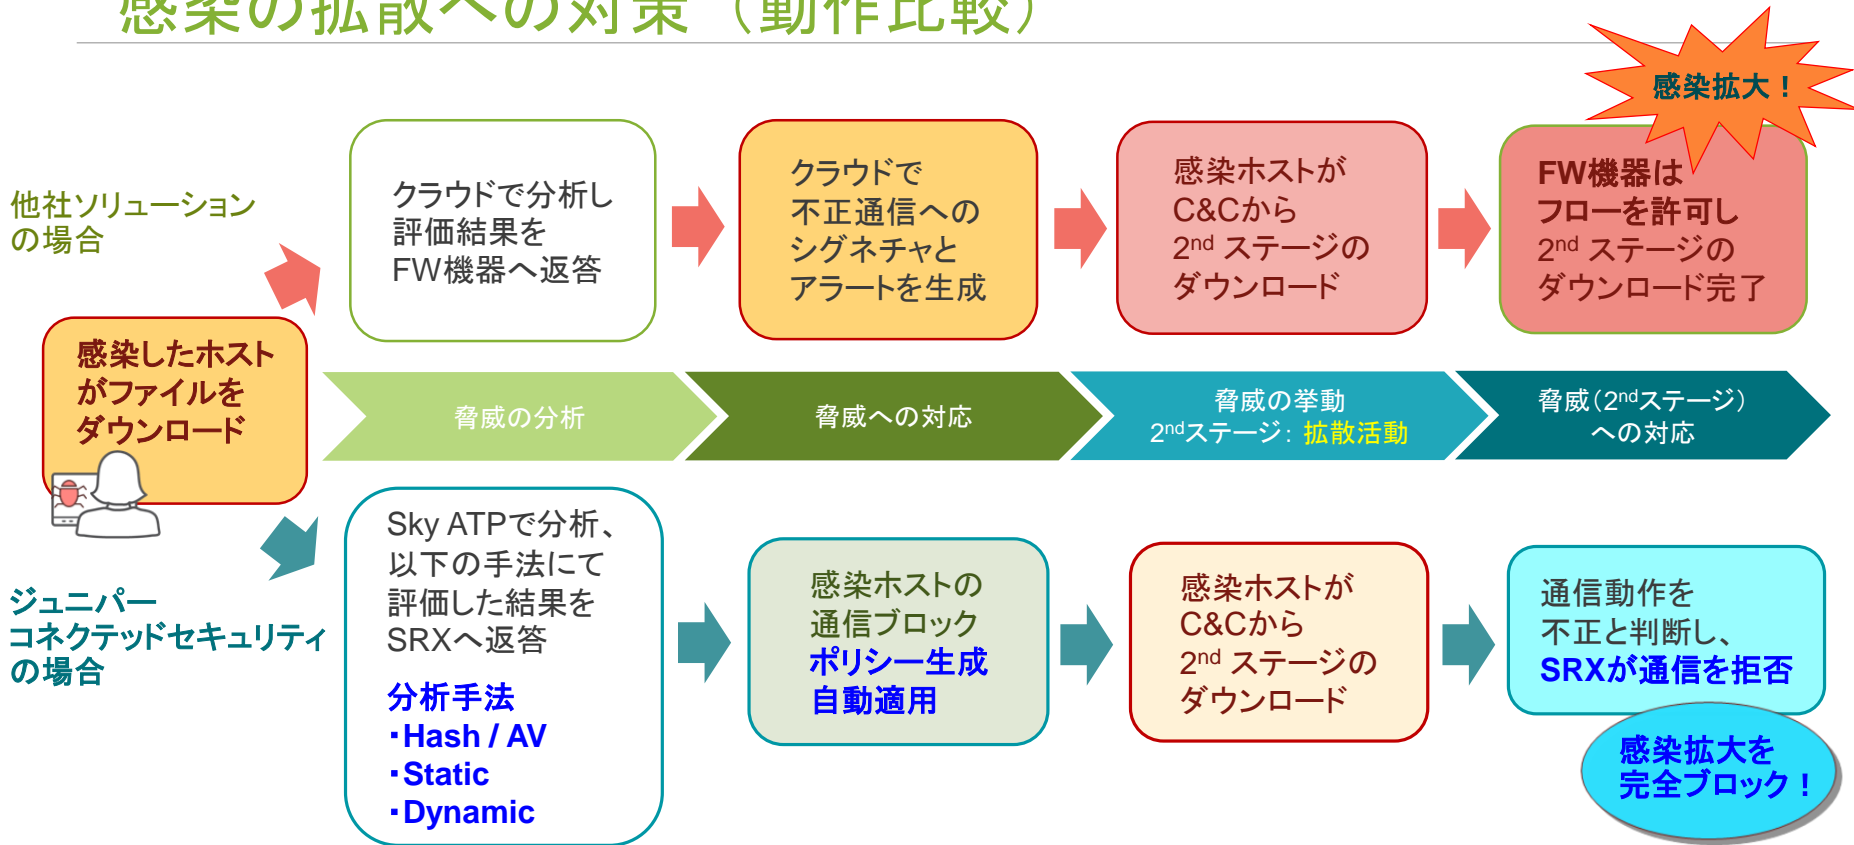 感染の拡散への対策（動作比較）
感染拡大！
他社ソリューション
の場合
クラウドで分析し
評価結果を
FW機器へ返答
クラウドで
不正通信への
シグネチャと
アラートを生成
感染ホストが
C&Cから
2nd ステージの
ダウンロード
FW機器は
フローを許可し
2nd ステージの
ダウンロード完了
感染したホスト
がファイルを
ダウンロード
脅威の分析
脅威への対応
脅威の挙動
2ndステージ： 拡散活動
脅威（2ndステージ）
への対応
ジュニパー
コネクテッドセキュリティ
の場合
Sky ATPで分析、
以下の手法にて
評価した結果を
SRXへ返答
分析手法
・Hash / AV
・Static
・Dynamic
感染ホストの
通信ブロック
ポリシー生成
自動適用
感染ホストが
C&Cから
2nd ステージの
ダウンロード
通信動作を
不正と判断し、
SRXが通信を拒否
感染拡大を
完全ブロック！